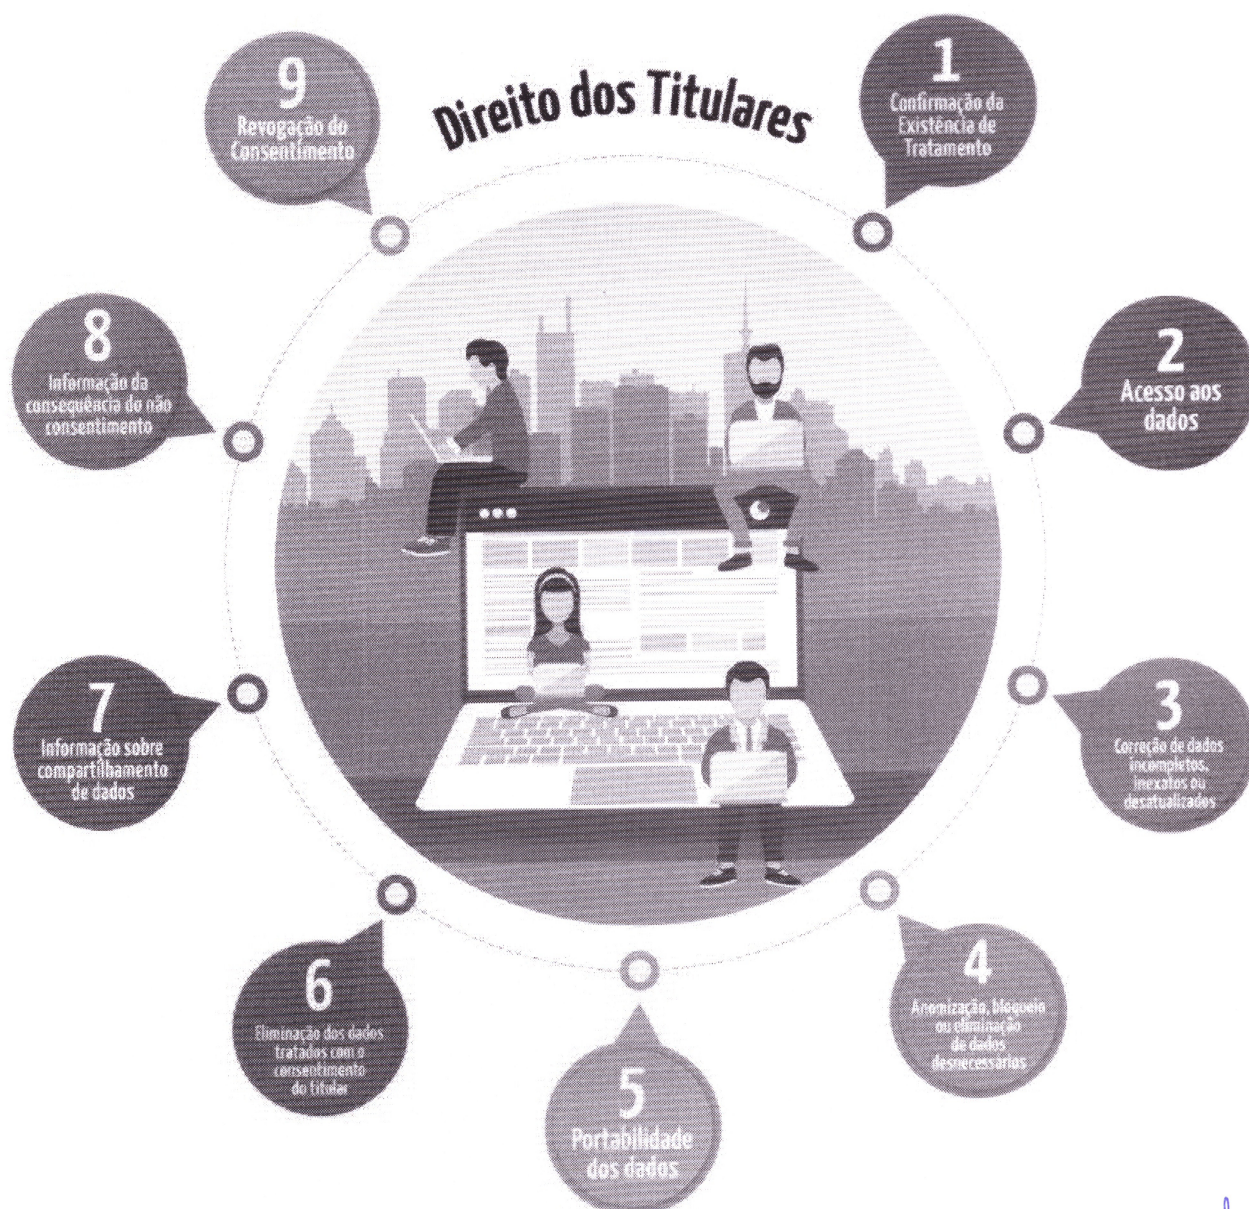 Direito dos Titulares
1
Confirmação da
Existência de
Tratamento
2
Acesso aos
dados
3
Correção de dados
incompletos,
inexatos ou
desatualizados
4
Anomização, bloqueio
ou eliminação
de dados
desnecessários
5
Portabilidade
dos dados
6
Eliminação dos dados
tratados com o
consentimento
do titular
7
Informação sobre
compartilhamento
de dados
8
Informação da
consequência do não
consentimento
9
Revogação do
Consentimento